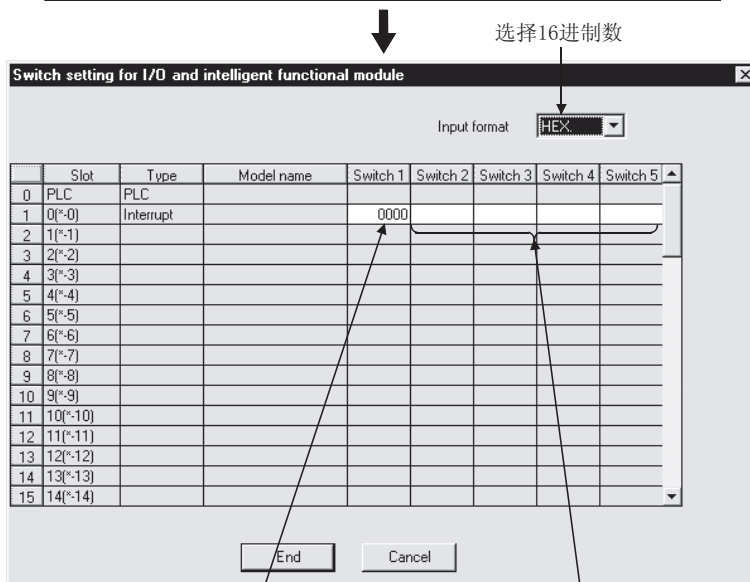 选择16进制数
Switch setting for I/O and intelligent functional module
Input format HEX.
Slot Type Model name Switch 1 Switch 2 Switch 3 Switch 4 Switch 5
0 PLC PLC
1 0(*-0) Interrupt 0000
2 1(*-1)
3 2(*-2)
4 3(*-3)
5 4(*-4)
6 5(*-5)
7 6(*-6)
8 7(*-7)
9 8(*-8)
10 9(*-9)
11 10(*-10)
12 11(*-11)
13 12(*-12)
14 13(*-13)
15 14(*-14)
End Cancel